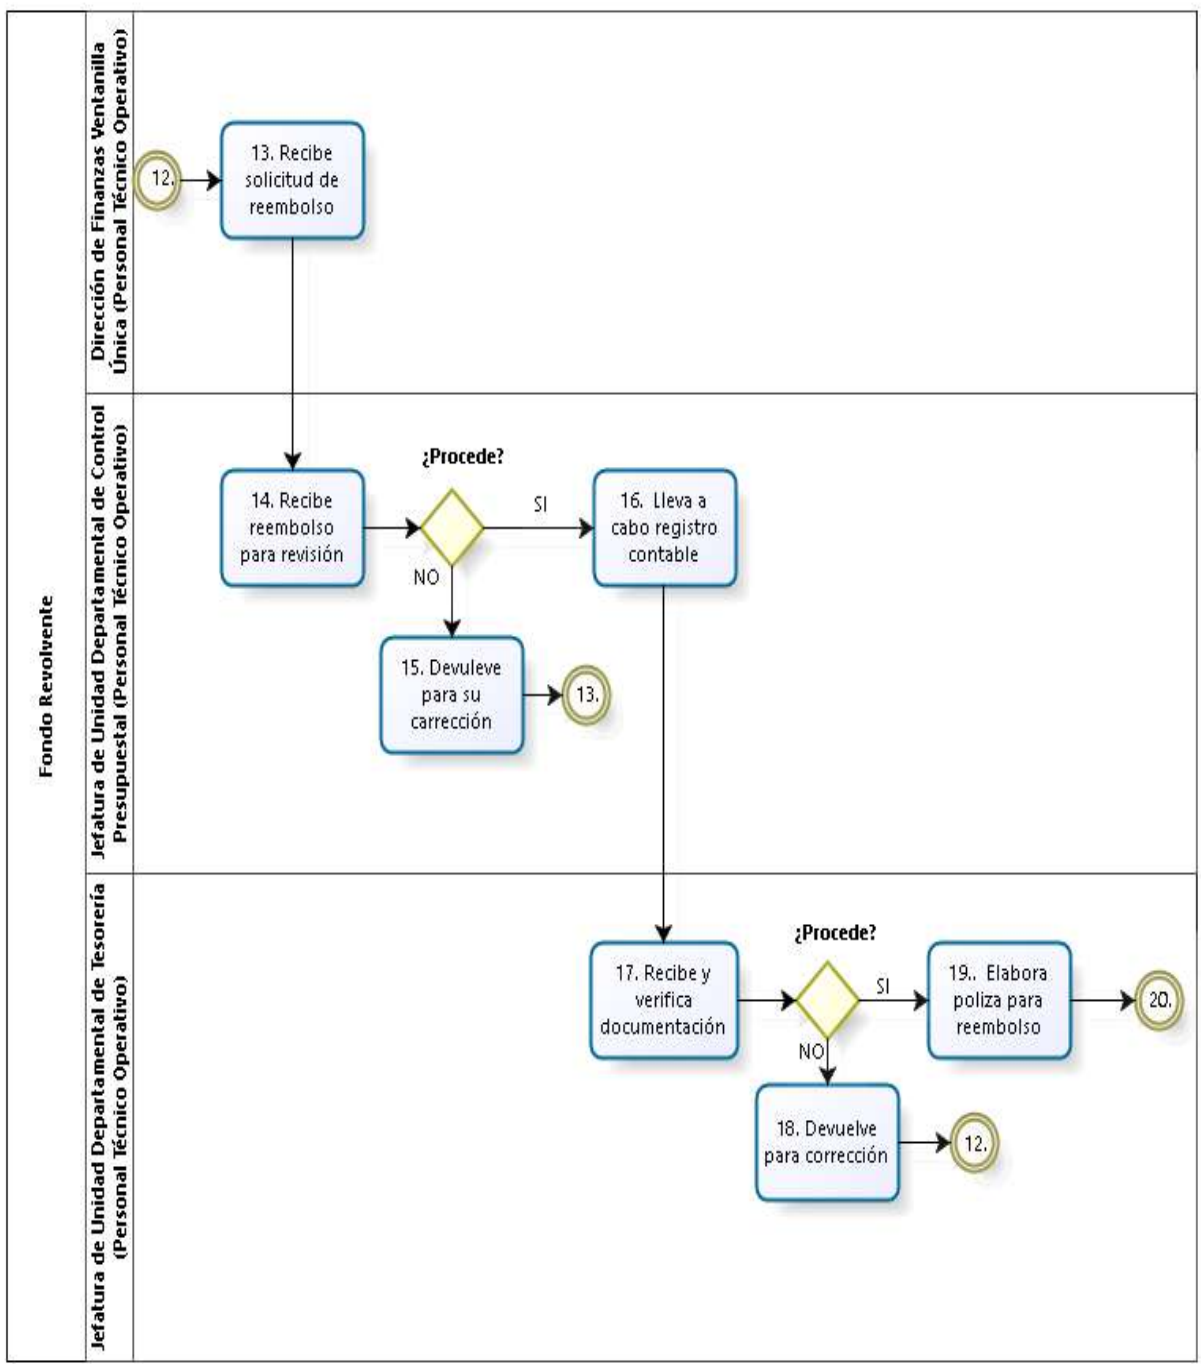 Fondo Revolvente
Dirección de Finanzas Ventanilla
Única (Personal Técnico Operativo)
12.
13. Recibe
solicitud de
reembolso
Jefatura de Unidad Departamental de Control
Presupuestal (Personal Técnico Operativo)
14. Recibe
reembolso
para revisión
¿Procede?
SI
NO
16. Lleva a
cabo registro
contable
15. Devuleve
para su
carrección
13.
Jefatura de Unidad Departamental de Tesorería
(Personal Técnico Operativo)
17. Recibe y
verifica
documentación
¿Procede?
SI
NO
19.. Elabora
poliza para
reembolso
20.
18. Devuelve
para corrección
12.